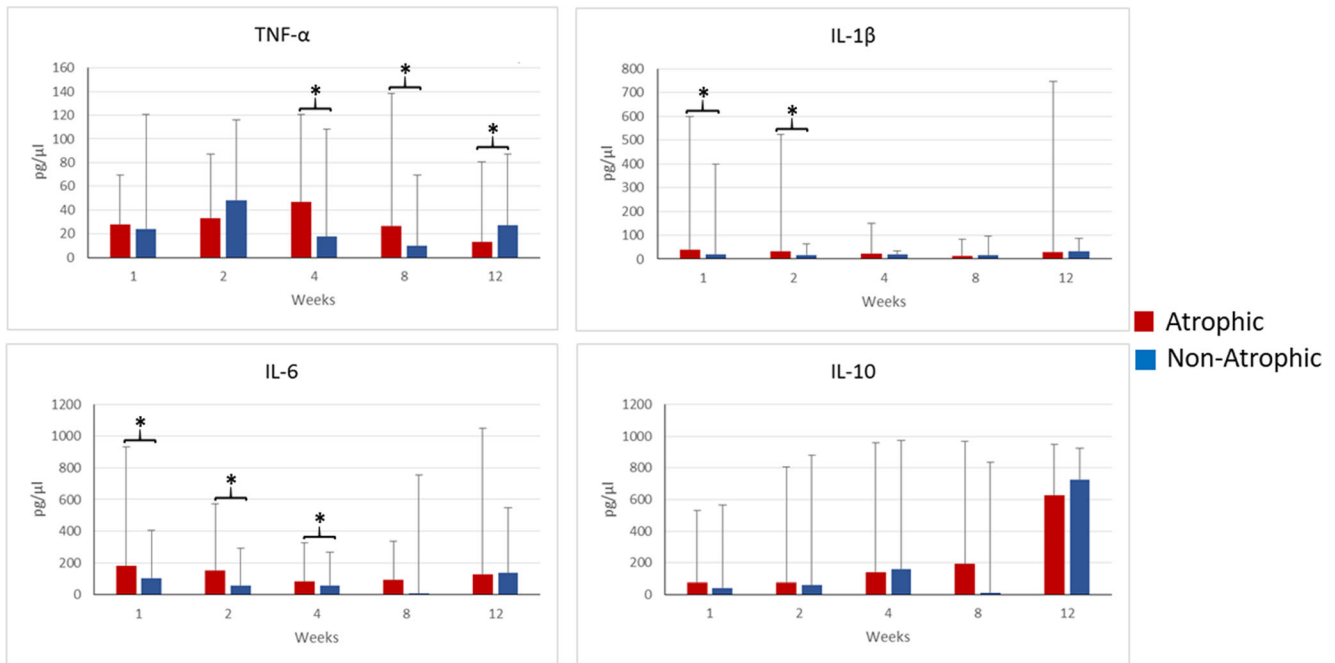 TNF-α
pg/µl
160
140
120
100
80
60
40
20
0
* * *
1 2 4 8 12
Weeks
IL-1β
pg/µl
800
700
600
500
400
300
200
100
0
* *
1 2 4 8 12
Weeks
Atrophic
Non-Atrophic
IL-6
pg/µl
1200
1000
800
600
400
200
0
* * *
1 2 4 8 12
Weeks
IL-10
pg/µl
1200
1000
800
600
400
200
0
1 2 4 8 12
Weeks